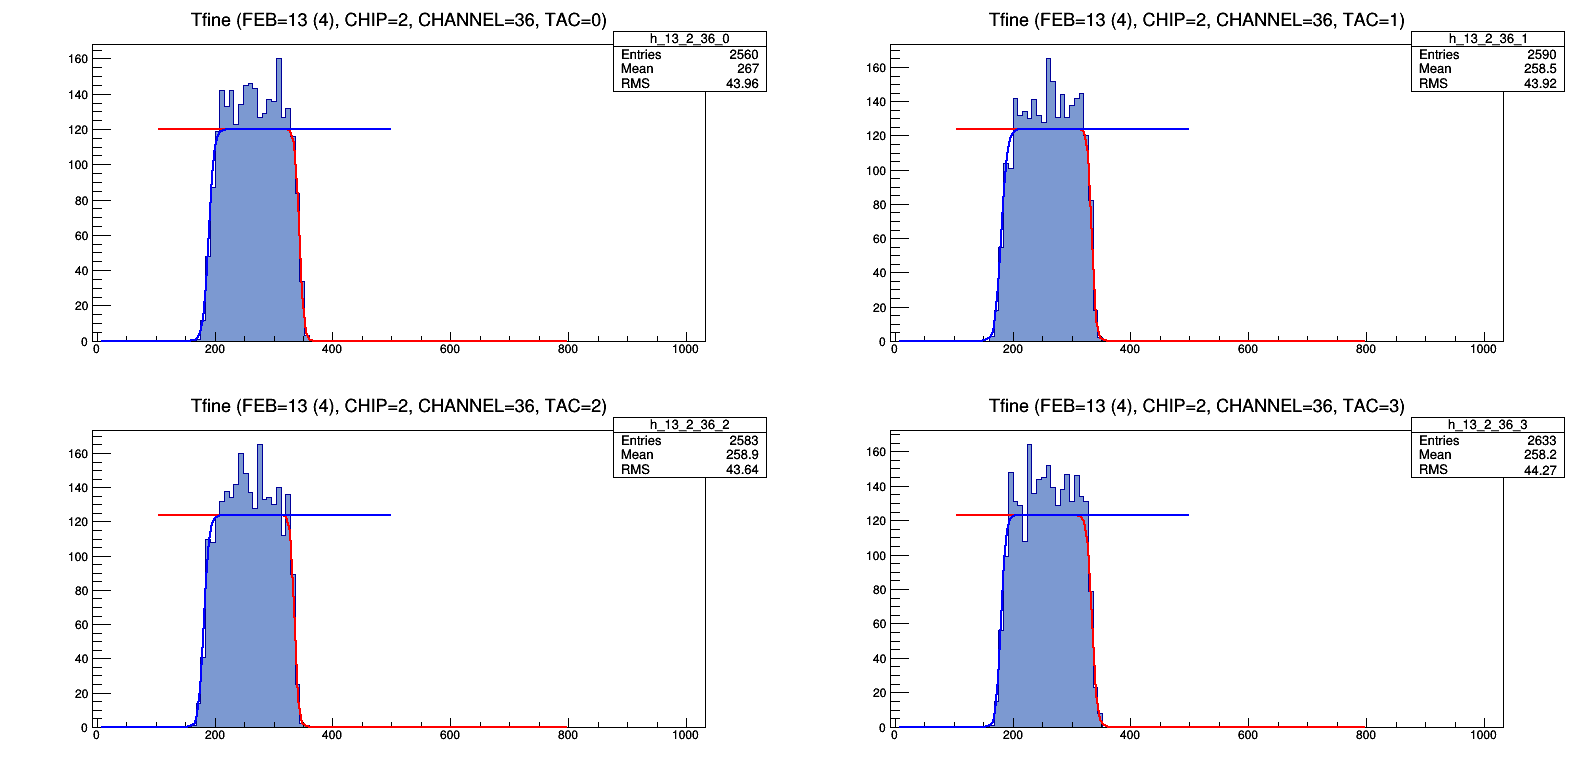 Tfine (FEB=13 (4), CHIP=2, CHANNEL=36, TAC=0)
h_13_2_36_0
Entries 2560
Mean 267
RMS 43.96
160
140
120
100
80
60
40
20
0
0 200 400 600 800 1000
Tfine (FEB=13 (4), CHIP=2, CHANNEL=36, TAC=1)
h_13_2_36_1
Entries 2590
Mean 258.5
RMS 43.92
160
140
120
100
80
60
40
20
0
0 200 400 600 800 1000
Tfine (FEB=13 (4), CHIP=2, CHANNEL=36, TAC=2)
h_13_2_36_2
Entries 2583
Mean 258.9
RMS 43.64
160
140
120
100
80
60
40
20
0
0 200 400 600 800 1000
Tfine (FEB=13 (4), CHIP=2, CHANNEL=36, TAC=3)
h_13_2_36_3
Entries 2633
Mean 258.2
RMS 44.27
160
140
120
100
80
60
40
20
0
0 200 400 600 800 1000